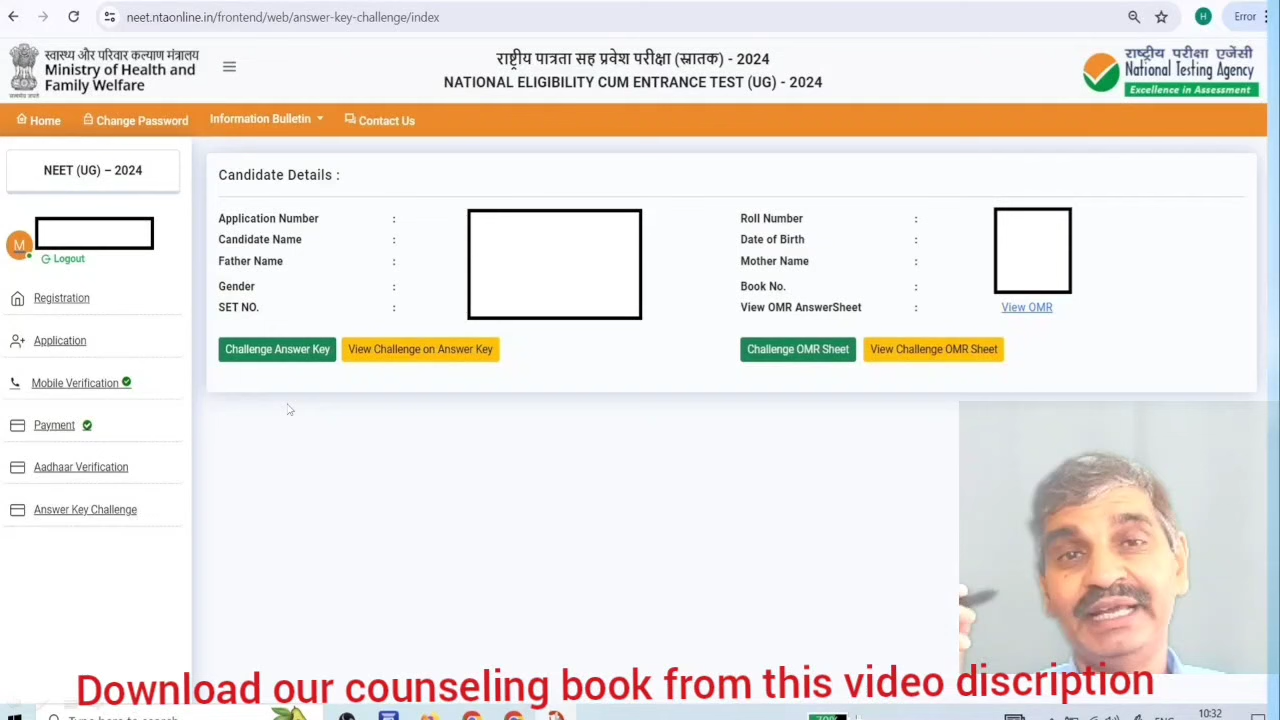 neet.ntaonline.in/frontend/web/answer-key-challenge/index
H
Error
स्वास्थ्य और परिवार कल्याण मंत्रालय
Ministry of Health and
Family Welfare
राष्ट्रीय पात्रता सह प्रवेश परीक्षा (स्नातक) - 2024
NATIONAL ELIGIBILITY CUM ENTRANCE TEST (UG) - 2024
राष्ट्रीय परीक्षा एजेंसी
National Testing Agency
Excellence in Assessment
Home Change Password Information Bulletin Contact Us
NEET (UG) – 2024
M
Logout
Registration
Application
Mobile Verification
Payment
Aadhaar Verification
Answer Key Challenge
Candidate Details :
Application Number :
Candidate Name :
Father Name :
Gender :
SET NO. :
Roll Number :
Date of Birth :
Mother Name :
Book No. :
View OMR AnswerSheet : View OMR
Challenge Answer Key View Challenge on Answer Key
Challenge OMR Sheet View Challenge OMR Sheet
Download our counseling book from this video discription
Type here to search
10:32